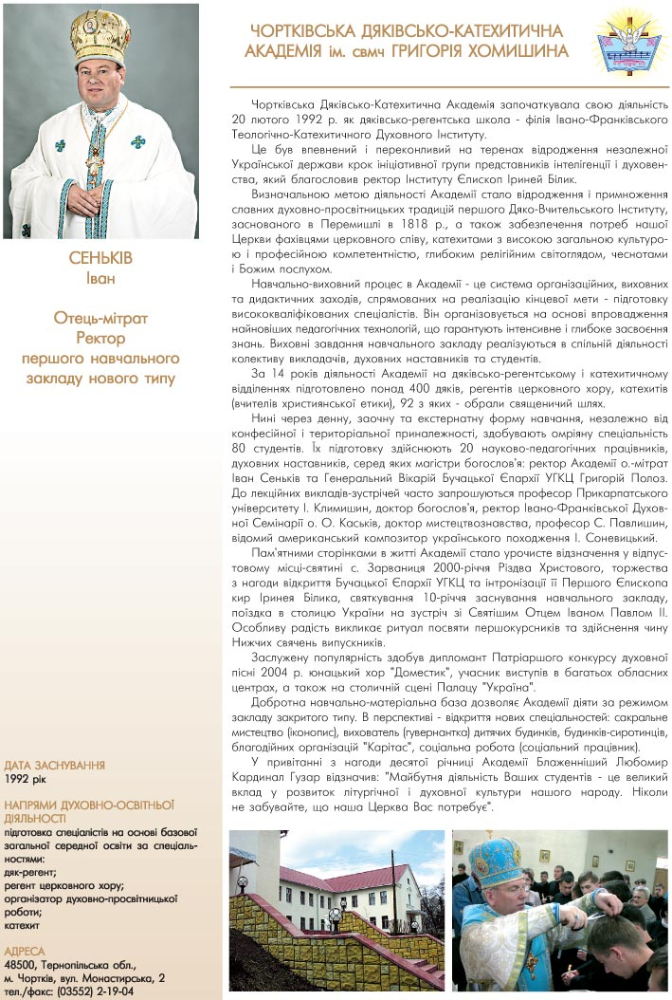 ЧОРТКІВСЬКА ДЯКІВСЬКО-КАТЕХИТИЧНА
АКАДЕМІЯ ім. свмч ГРИГОРІЯ ХОМИШИНА
СЕНЬКІВ
Іван
Отець-мітрат
Ректор
першого навчального
закладу нового типу
Чортківська Дяківсько-Катехитична Академія започаткувала свою діяльність
20 лютого 1992 р. як дяківсько-регентська школа - філія Івано-Франківського
Теологічно-Катехитичного Духовного Інституту.
Це був впевнений і переконливий на теренах відродження незалежної
Української держави крок ініціативної групи представників інтелігенції і духовен-
ства, який благословив ректор Інституту Єпископ Іриней Білик.
Визначальною метою діяльності Академії стало відродження і примноження
славних духовно-просвітницьких традицій першого Дяко-Вчительського Інституту,
заснованого в Перемишлі в 1818 р., а також забезпечення потреб нашої
Церкви фахівцями церковного співу, катехитами з високою загальною культуро-
ю і професійною компетентністю, глибоким релігійним світоглядом, чеснотами
і Божим послухом.
Навчально-виховний процес в Академії - це система організаційних, виховних
та дидактичних заходів, спрямованих на реалізацію кінцевої мети - підготовку
висококваліфікованих спеціалістів. Він організовується на основі впровадження
найновіших педагогічних технологій, що гарантують інтенсивне і глибоке засвоєння
знань. Виховні завдання навчального закладу реалізуються в спільній діяльності
колективу викладачів, духовних наставників та студентів.
За 14 років діяльності Академії на дяківсько-регентському і катехитичному
відділеннях підготовлено понад 400 дяків, регентів церковного хору, катехитів
(вчителів християнської етики), 92 з яких - обрали священичий шлях.
Нині через денну, заочну та екстернатну форму навчання, незалежно від
конфесійної і територіальної приналежності, здобувають омріяну спеціальність
80 студентів. Їх підготовку здійснюють 20 науково-педагогічних працівників,
духовних наставників, серед яких магістри богослов'я: ректор Академії о.-мітрат
Іван Сеньків та Генеральний Вікарій Бучацької Єпархії УГКЦ Григорій Полоз.
До лекційних викладів-зустрічей часто запрошуються професор Прикарпатського
університету І. Климишин, доктор богослов'я, ректор Івано-Франківської Духов-
ної Семінарії о. О. Каськів, доктор мистецтвознавства, професор С. Павлишин,
відомий американський композитор українського походження І. Соневицький.
Пам'ятними сторінками в житті Академії стало урочисте відзначення у відпус-
товому місці-святині с. Зарваниця 2000-річчя Різдва Христового, торжества
з нагоди відкриття Бучацької Єпархії УГКЦ та інтронізації її Першого Єпископа
кир Іринея Білика, святкування 10-річчя заснування навчального закладу,
поїздка в столицю України на зустріч зі Святішим Отцем Іваном Павлом ІІ.
Особливу радість викликає ритуал посвяти першокурсників та здійснення чину
Нижчих свячень випускників.
Заслужену популярність здобув дипломант Патріаршого конкурсу духовної
пісні 2004 р. юнацький хор "Доместик", учасник виступів в багатьох обласних
центрах, а також на столичній сцені Палацу "Україна".
Добротна навчально-матеріальна база дозволяє Академії діяти за режимом
закладу закритого типу. В перспективі - відкриття нових спеціальностей: сакральне
мистецтво (іконопис), вихователь (гувернантка) дитячих будинків, будинків-сиротинців,
благодійних організацій "Карітас", соціальна робота (соціальний працівник).
У привітанні з нагоди десятої річниці Академії Блаженніший Любомир
Кардинал Гузар відзначив: "Майбутня діяльність Ваших студентів - це великий
вклад у розвиток літургічної і духовної культури нашого народу. Ніколи
не забувайте, що наша Церква Вас потребує".
ДАТА ЗАСНУВАННЯ
1992 рік
НАПРЯМИ ДУХОВНО-ОСВІТНЬОЇ
ДІЯЛЬНОСТІ
підготовка спеціалістів на основі базової
загальної середної освіти за спеціаль-
ностями:
дяк-регент;
регент церковного хору;
організатор духовно-просвітницької
роботи;
катехит
АДРЕСА
48500, Тернопільська обл.,
м. Чортків, вул. Монастирська, 2
тел./факс: (03552) 2-19-04